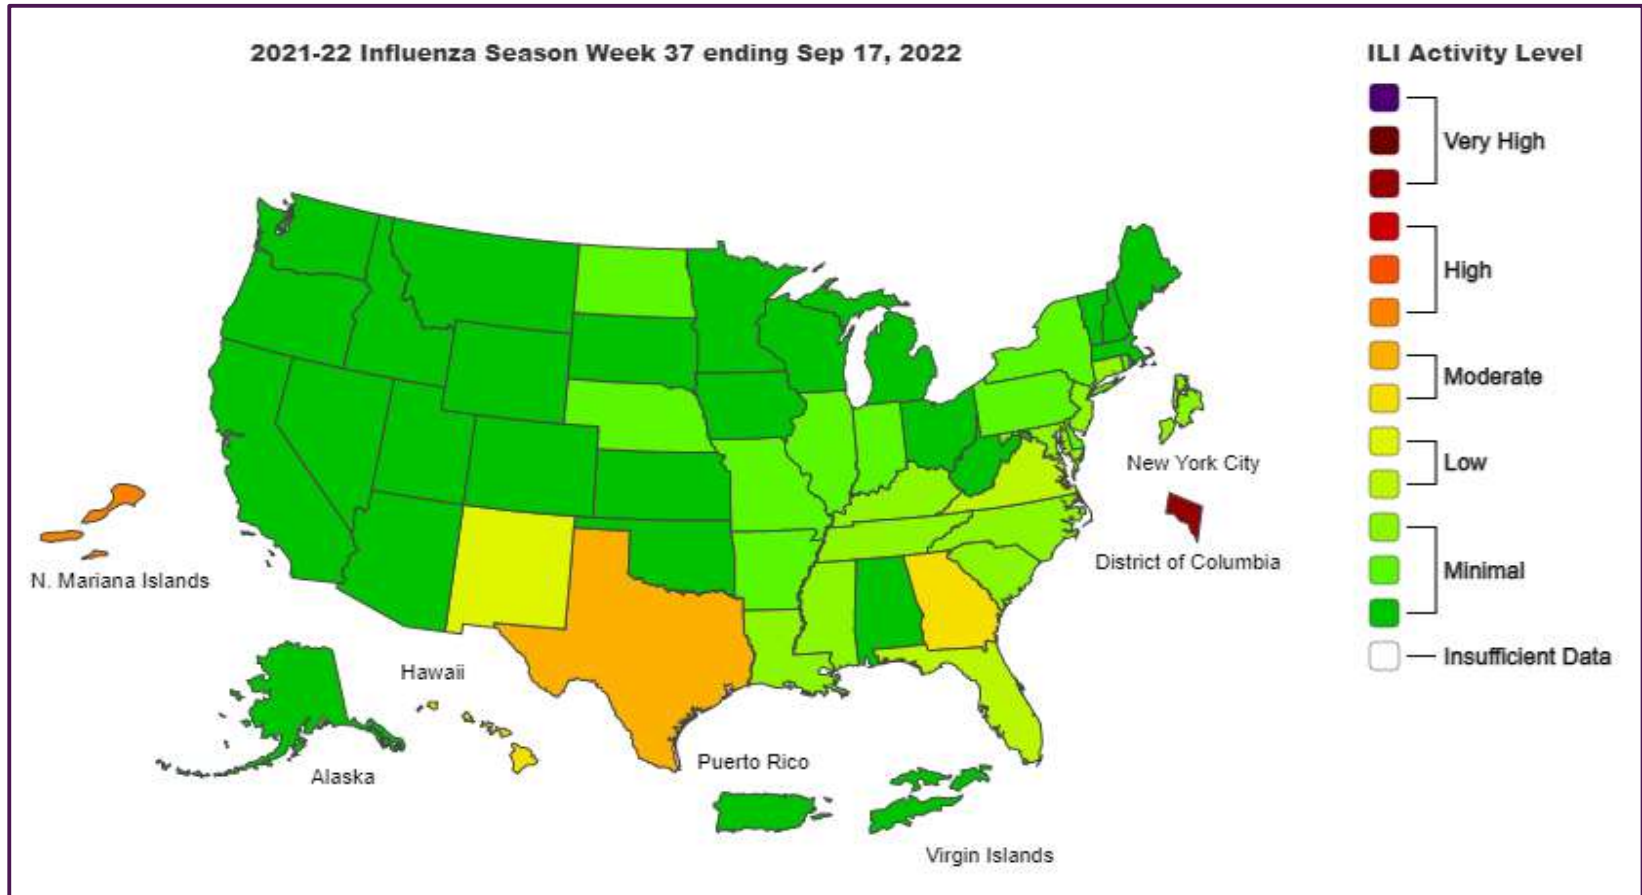 2021-22 Influenza Season Week 37 ending Sep 17, 2022
ILI Activity Level
Very High
High
Moderate
Low
Minimal
Insufficient Data
New York City
District of Columbia
N. Mariana Islands
Hawaii
Alaska
Puerto Rico
Virgin Islands